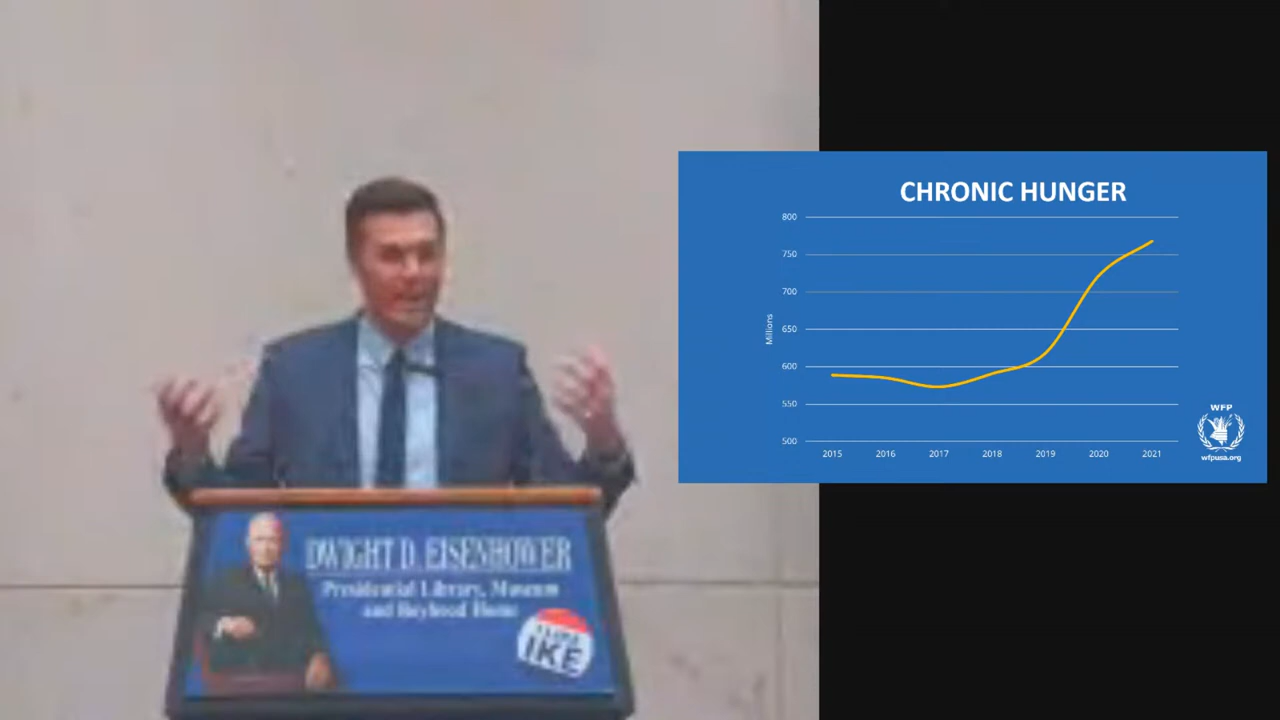 DWIGHT D. EISENHOWER
Presidential Library, Museum
and Boyhood Home
I LIKE
IKE
CHRONIC HUNGER
800
750
700
650
600
550
500
Millions
2015 2016 2017 2018 2019 2020 2021
WFP
wfpusa.org